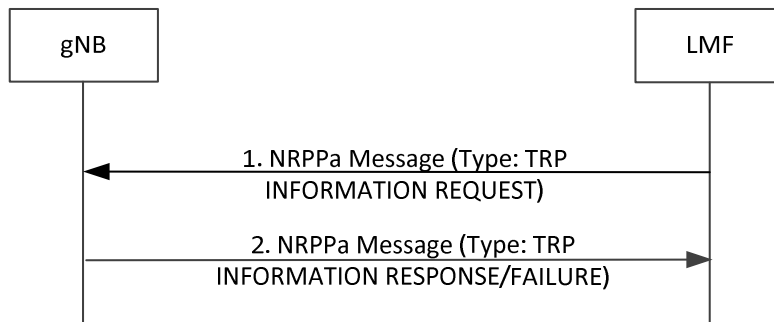 gNB
LMF
1. NRPPa Message (Type: TRP
INFORMATION REQUEST)
2. NRPPa Message (Type: TRP
INFORMATION RESPONSE/FAILURE)